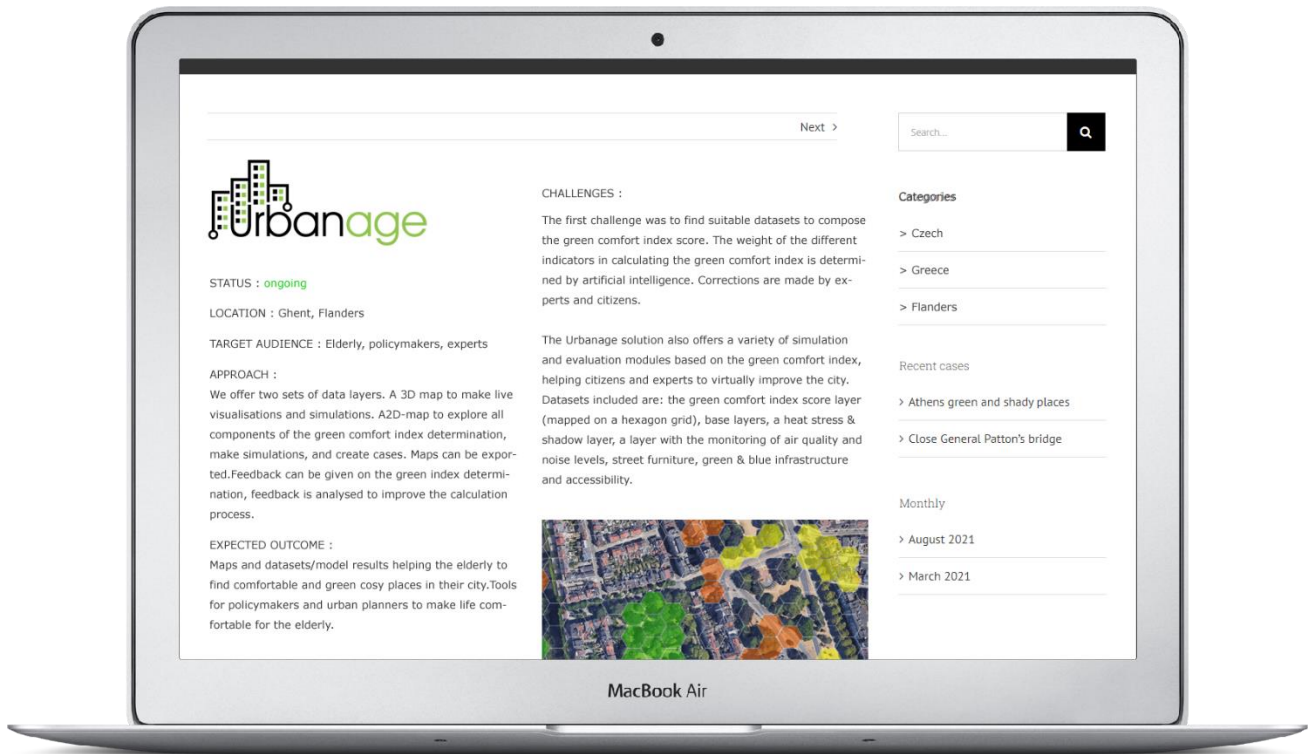 Next >
Urbanage
STATUS : ongoing
LOCATION : Ghent, Flanders
TARGET AUDIENCE : Elderly, policymakers, experts
APPROACH :
We offer two sets of data layers. A 3D map to make live
visualisations and simulations. A2D-map to explore all
components of the green comfort index determination,
make simulations, and create cases. Maps can be expor-
ted.Feedback can be given on the green index determi-
nation, feedback is analysed to improve the calculation
process.
EXPECTED OUTCOME :
Maps and datasets/model results helping the elderly to
find comfortable and green cosy places in their city.Tools
for policymakers and urban planners to make life com-
fortable for the elderly.
CHALLENGES :
The first challenge was to find suitable datasets to compose
the green comfort index score. The weight of the different
indicators in calculating the green comfort index is determi-
ned by artificial intelligence. Corrections are made by ex-
perts and citizens.
The Urbanage solution also offers a variety of simulation
and evaluation modules based on the green comfort index,
helping citizens and experts to virtually improve the city.
Datasets included are: the green comfort index score layer
(mapped on a hexagon grid), base layers, a heat stress &
shadow layer, a layer with the monitoring of air quality and
noise levels, street furniture, green & blue infrastructure
and accessibility.
Search...
Categories
> Czech
> Greece
> Flanders
Recent cases
> Athens green and shady places
> Close General Patton's bridge
Monthly
> August 2021
> March 2021
MacBook Air